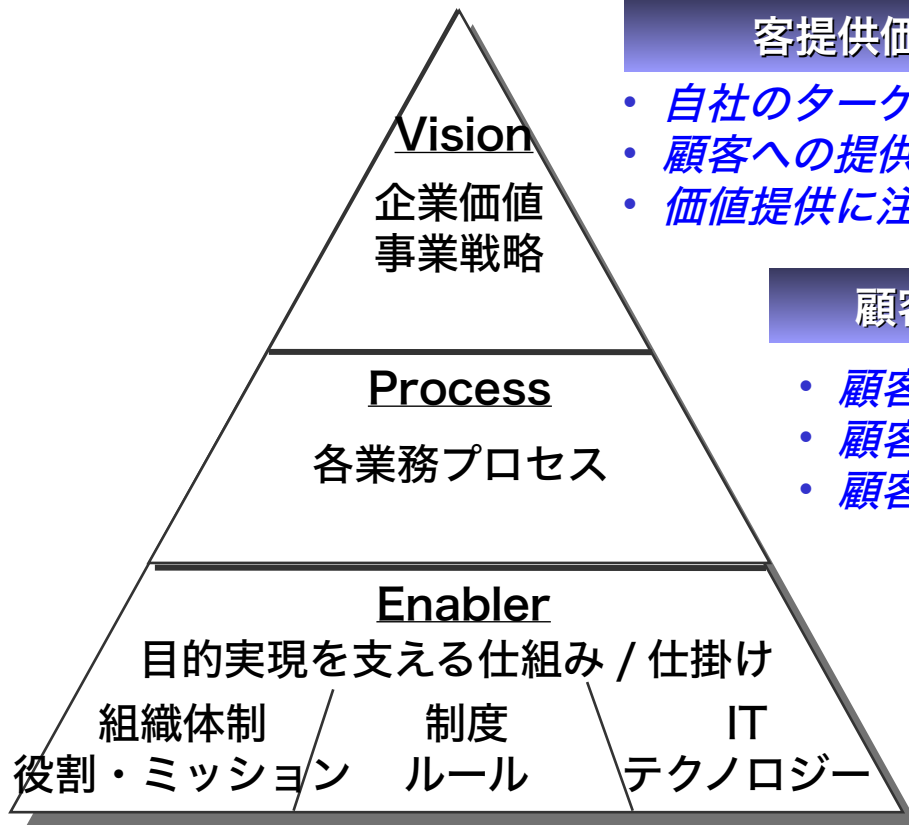 Vision
企業価値
事業戦略
Process
各業務プロセス
Enabler
目的実現を支える仕組み / 仕掛け
組織体制
役割・ミッション
制度
ルール
IT
テクノロジー
客提供価
• 自社のターゲ
• 顧客への提供
• 価値提供に注
顧客
• 顧客
• 顧客
• 顧客